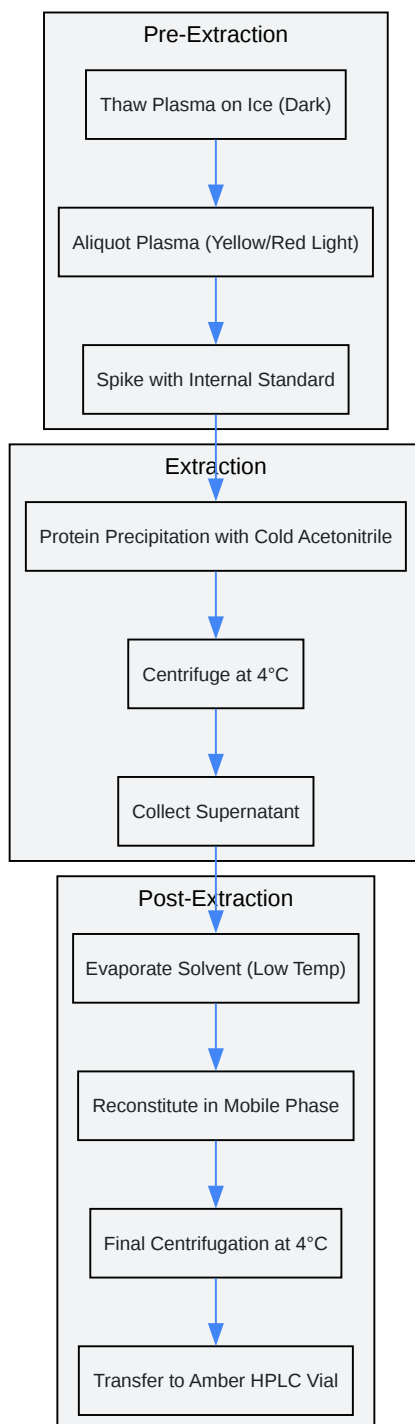 Pre-Extraction
Thaw Plasma on Ice (Dark)
Aliquot Plasma (Yellow/Red Light)
Spike with Internal Standard
Extraction
Protein Precipitation with Cold Acetonitrile
Centrifuge at 4°C
Collect Supernatant
Post-Extraction
Evaporate Solvent (Low Temp)
Reconstitute in Mobile Phase
Final Centrifugation at 4°C
Transfer to Amber HPLC Vial